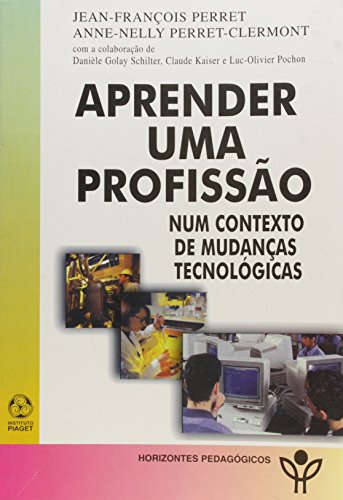 JEAN-FRANÇOIS PERRET
ANNE-NELLY PERRET-CLERMONT
com a colaboração de
Danièle Golay Schilter, Claude Kaiser e Luc-Olivier Pochon
APRENDER
UMA
PROFISSÃO
NUM CONTEXTO
DE MUDANÇAS
TECNOLÓGICAS
INSTITUTO
PIAGET
HORIZONTES PEDAGÓGICOS